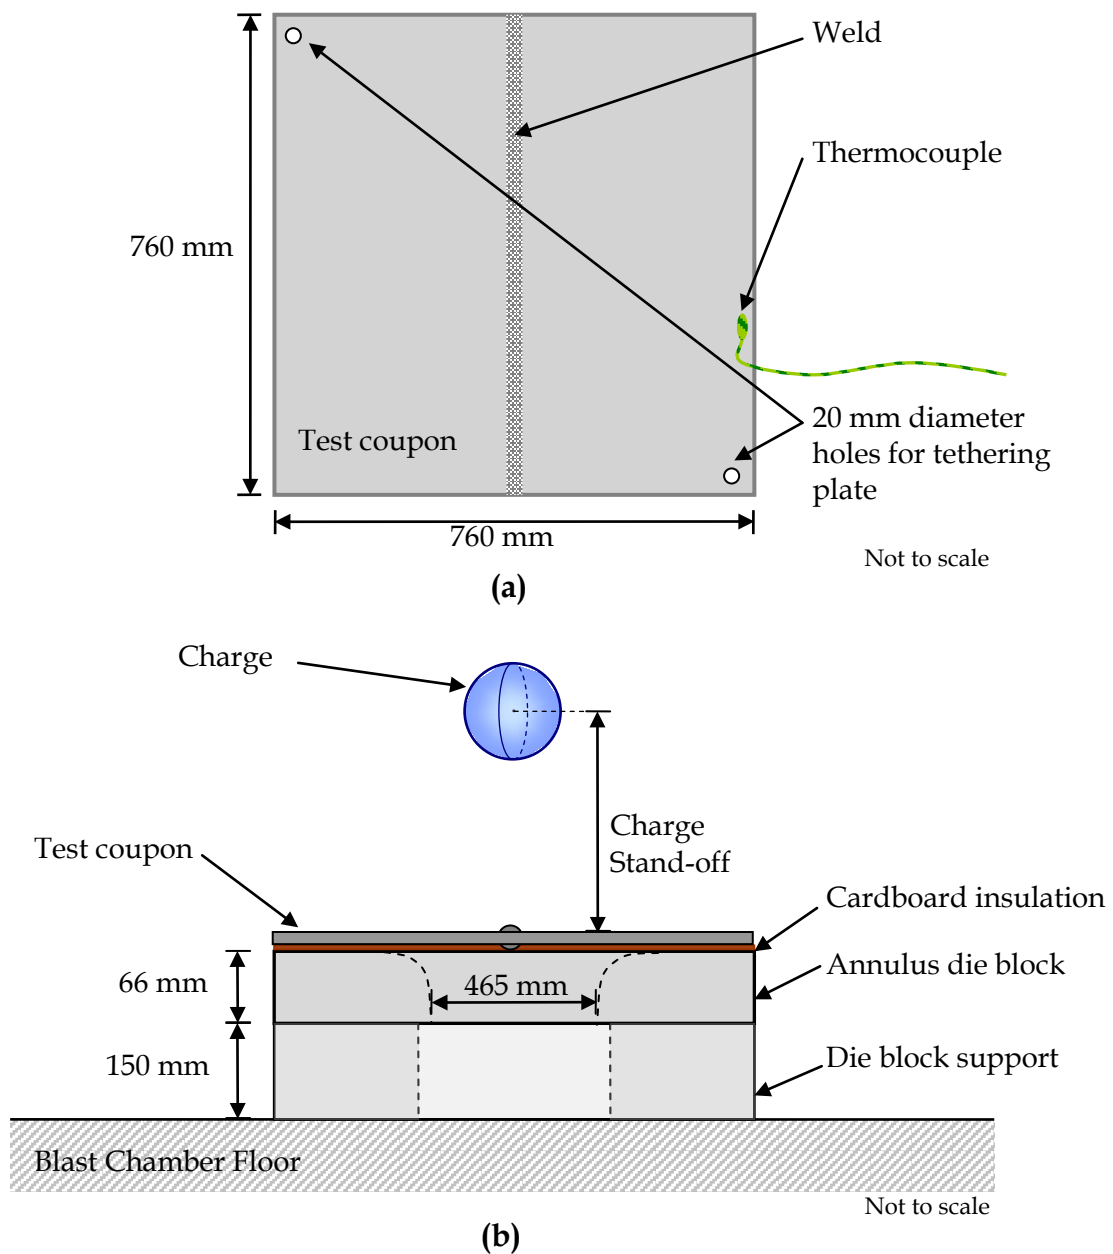 Weld
Thermocouple
760 mm
20 mm diameter
holes for tethering
plate
Test coupon
760 mm
Not to scale
(a)
Charge
Charge
Stand-off
Test coupon
Cardboard insulation
Annulus die block
66 mm
465 mm
150 mm
Die block support
Blast Chamber Floor
Not to scale
(b)